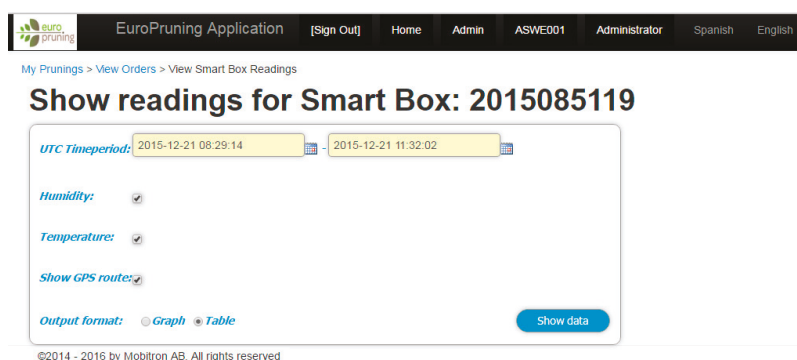 euro pruning EuroPruning Application [Sign Out] Home Admin ASWE001 Administrator Spanish English
My Prunings > View Orders > View Smart Box Readings
Show readings for Smart Box: 2015085119
UTC Timeperiod: 2015-12-21 08:29:14 - 2015-12-21 11:32:02
Humidity:
Temperature:
Show GPS route:
Output format: Graph Table Show data
©2014 - 2016 by Mobitron AB. All rights reserved